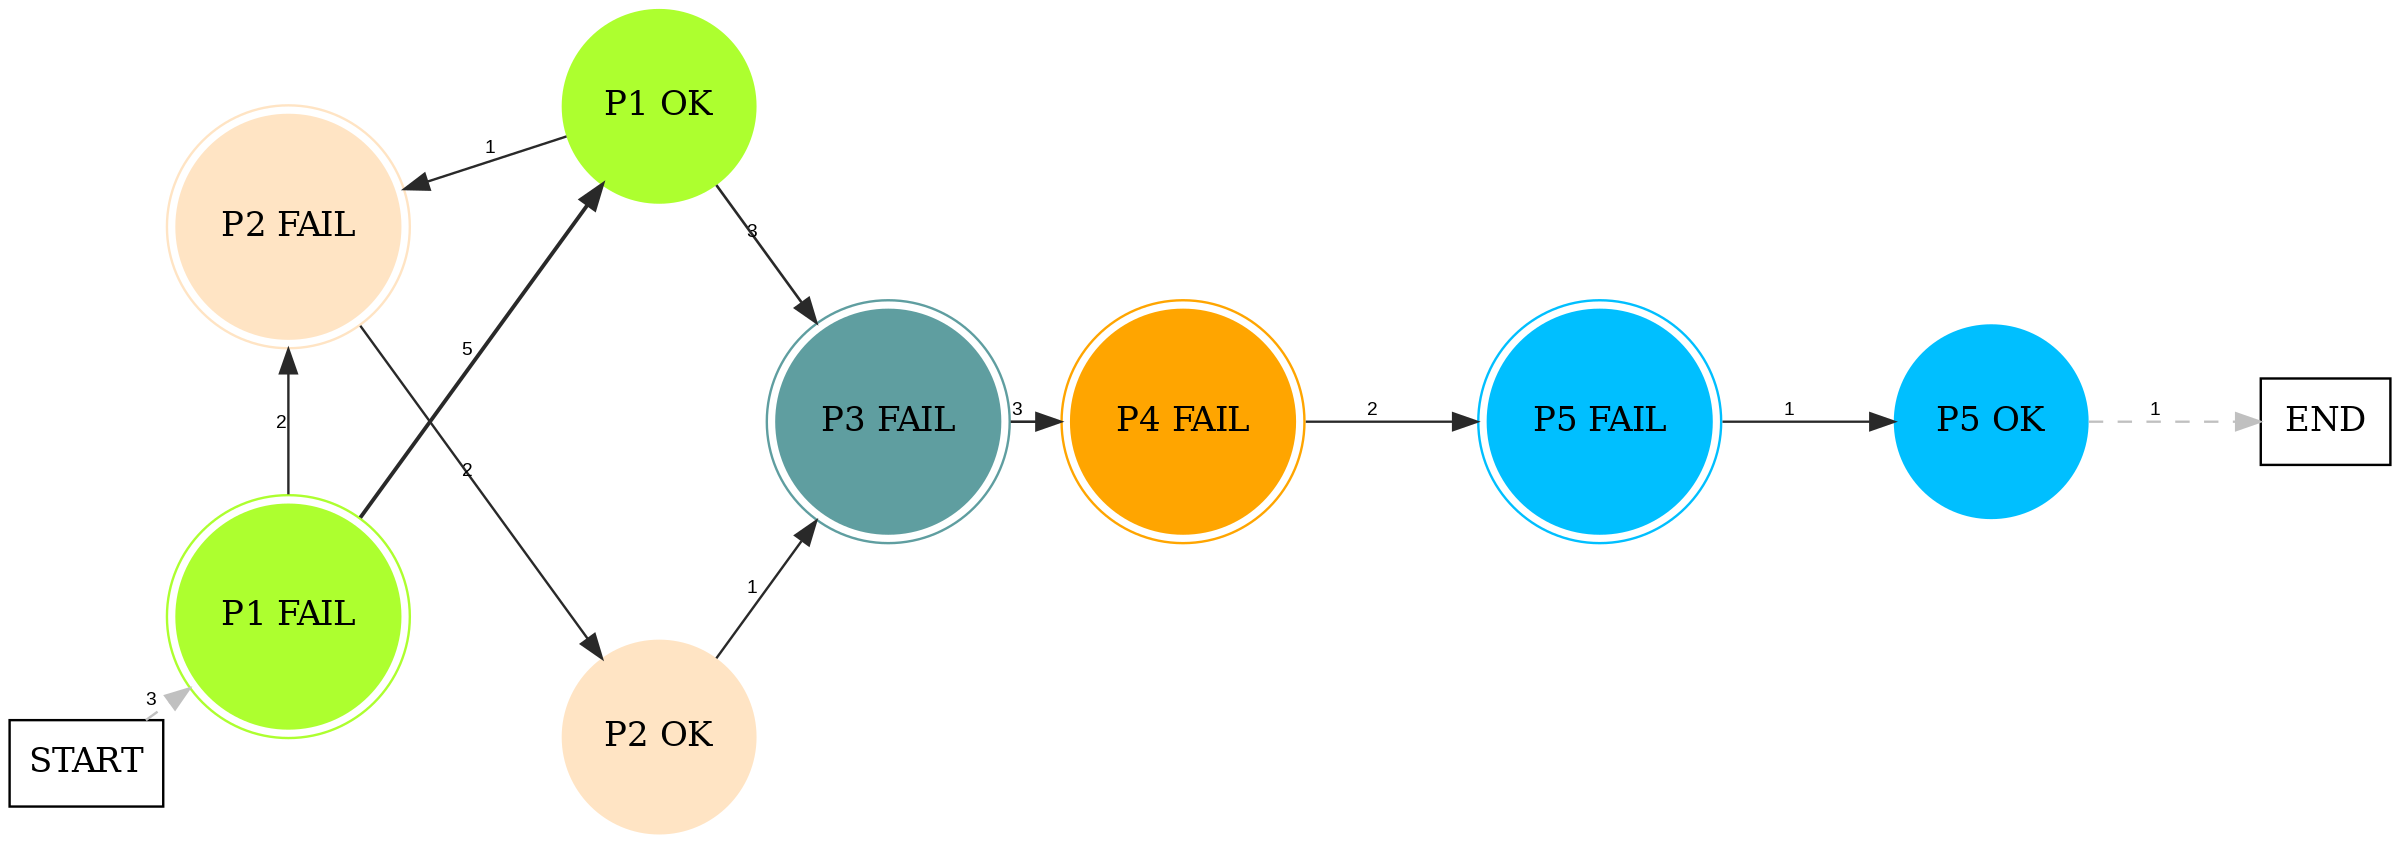 P1 OK
1
P2 FAIL
3
5
P3 FAIL
3
P4 FAIL
2
P5 FAIL
1
P5 OK
1
END
2
2
P1 FAIL
1
3
START
P2 OK